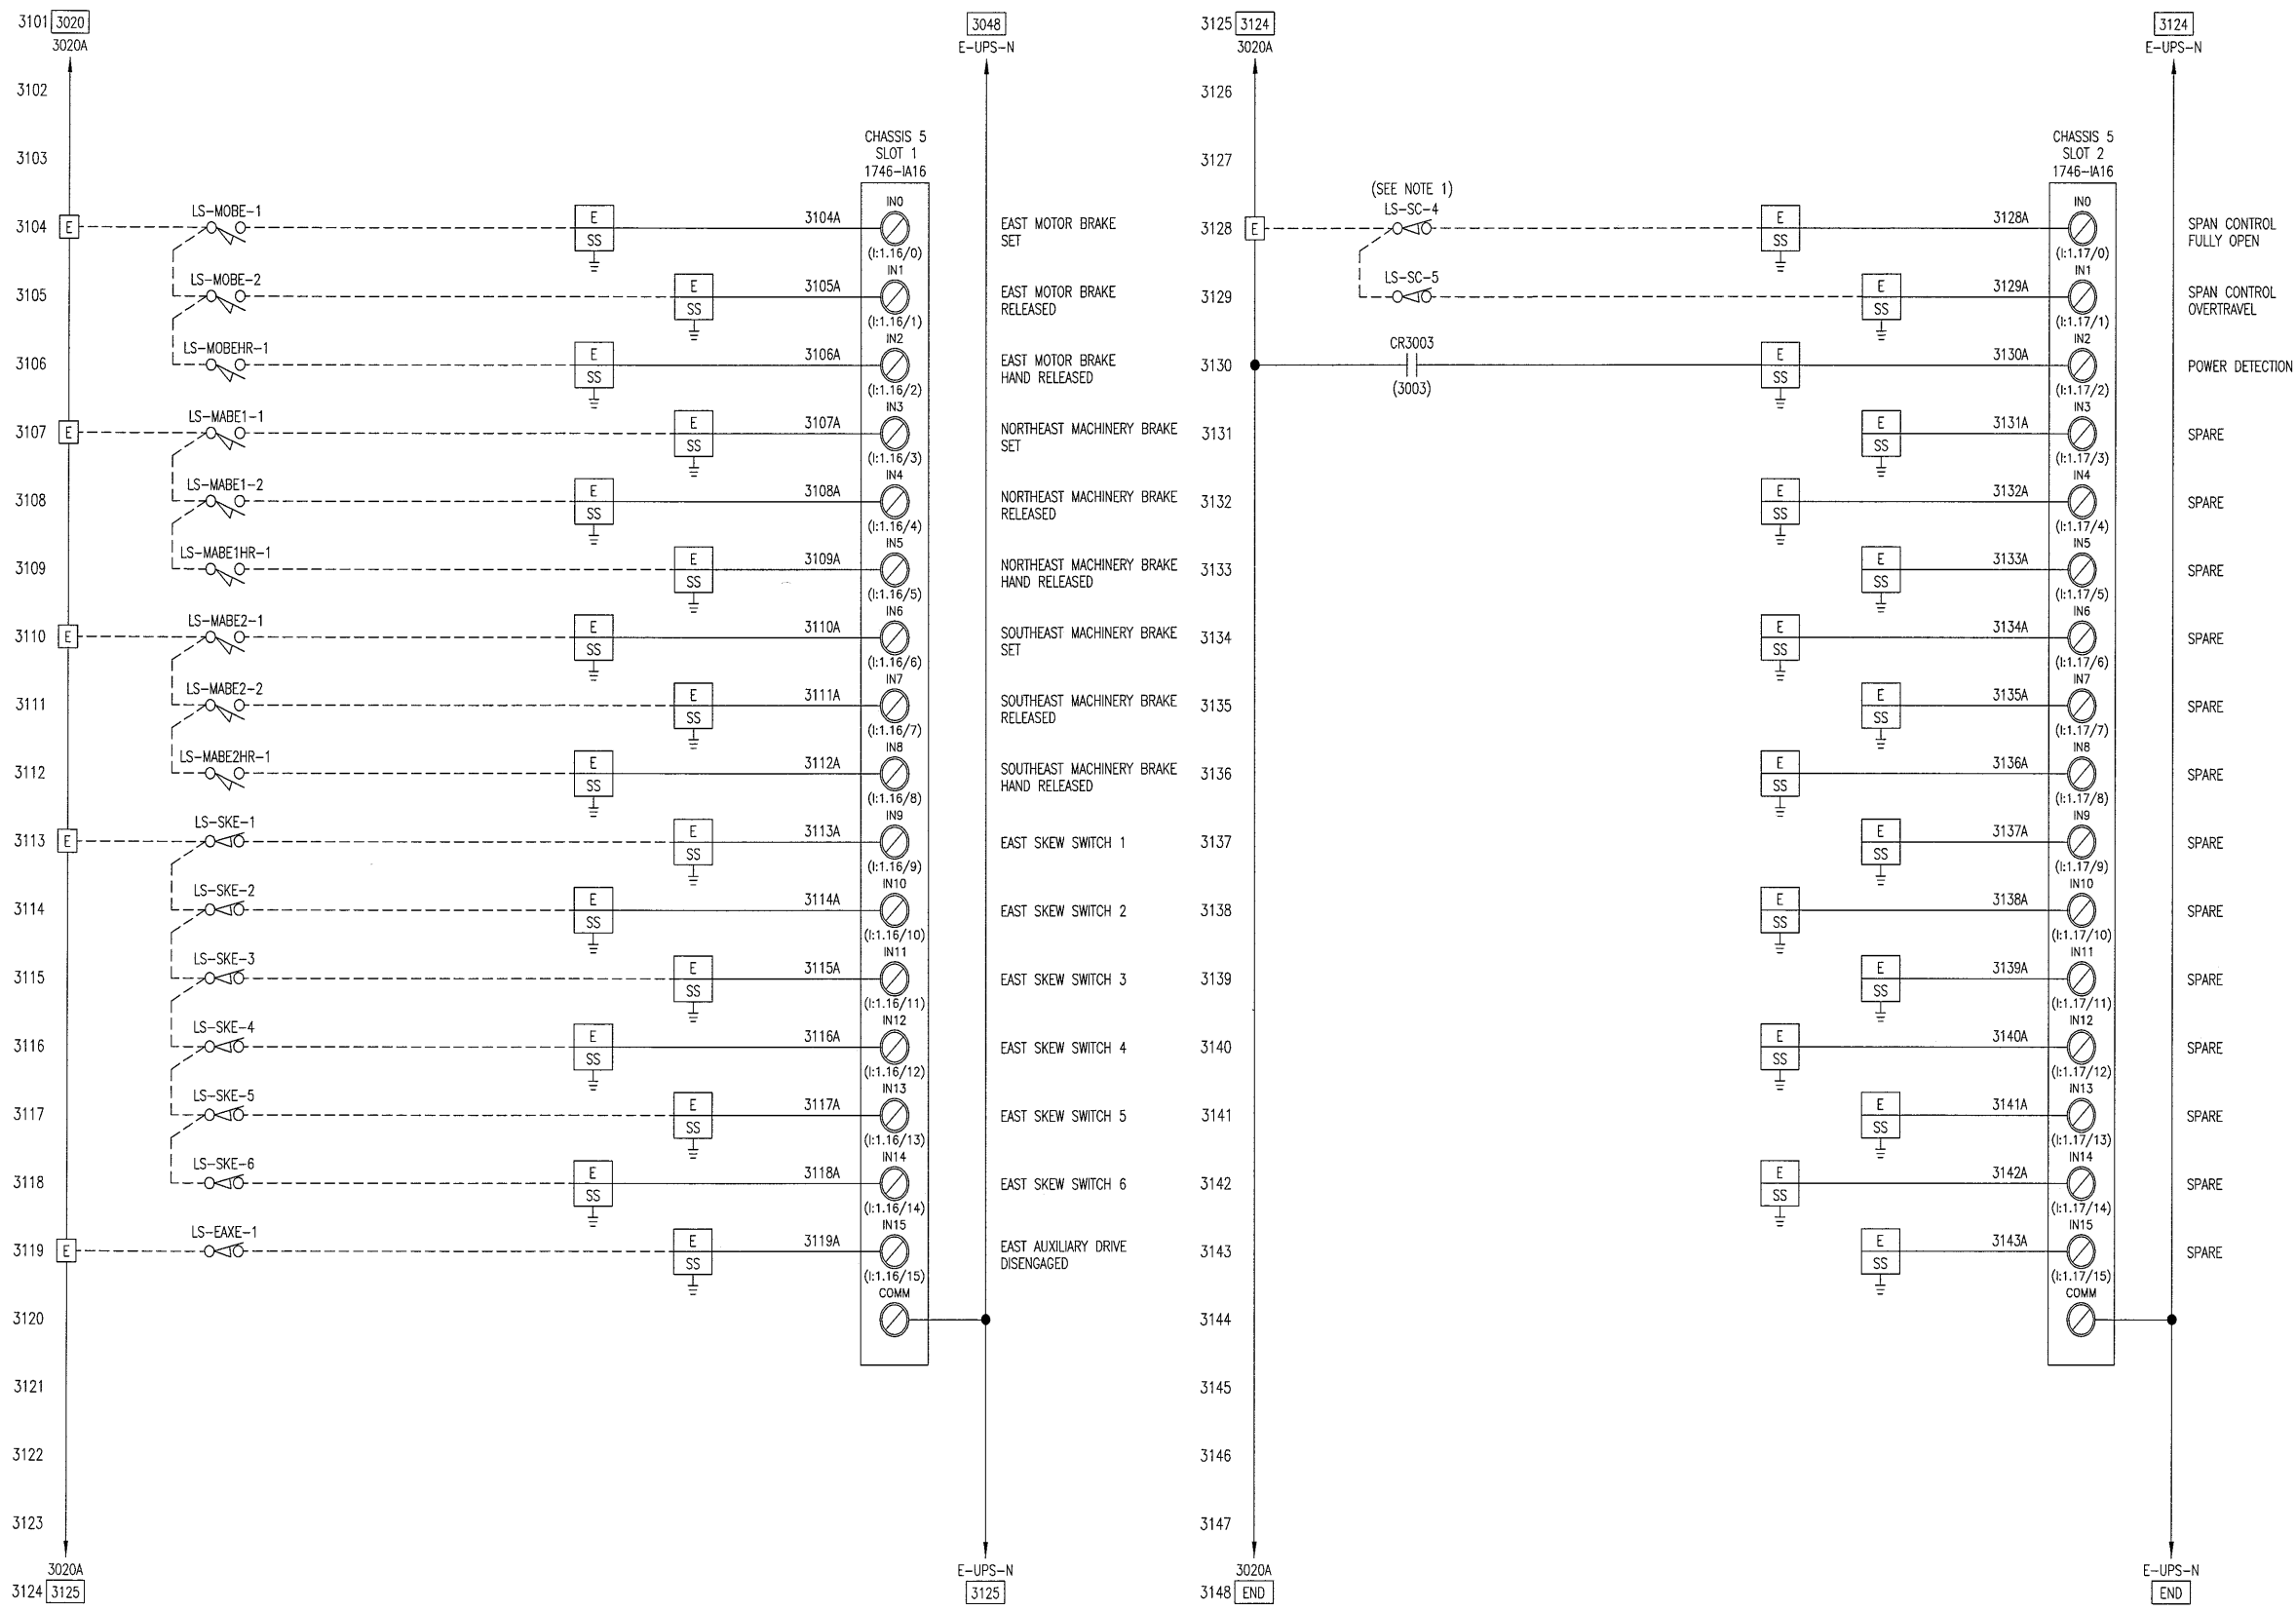 3101 3020
3020A
3048
E-UPS-N
3102
3103
CHASSIS 5
SLOT 1
1746-IA16
3104 E LS-MOBE-1 E SS 3104A IN0 (I:1.16/0)
EAST MOTOR BRAKE
SET
3105 LS-MOBE-2 E SS 3105A IN1 (I:1.16/1)
EAST MOTOR BRAKE
RELEASED
3106 LS-MOBEHR-1 E SS 3106A IN2 (I:1.16/2)
EAST MOTOR BRAKE
HAND RELEASED
3107 E LS-MABE1-1 E SS 3107A IN3 (I:1.16/3)
NORTHEAST MACHINERY BRAKE
SET
3108 LS-MABE1-2 E SS 3108A IN4 (I:1.16/4)
NORTHEAST MACHINERY BRAKE
RELEASED
3109 LS-MABE1HR-1 E SS 3109A IN5 (I:1.16/5)
NORTHEAST MACHINERY BRAKE
HAND RELEASED
3110 E LS-MABE2-1 E SS 3110A IN6 (I:1.16/6)
SOUTHEAST MACHINERY BRAKE
SET
3111 LS-MABE2-2 E SS 3111A IN7 (I:1.16/7)
SOUTHEAST MACHINERY BRAKE
RELEASED
3112 LS-MABE2HR-1 E SS 3112A IN8 (I:1.16/8)
SOUTHEAST MACHINERY BRAKE
HAND RELEASED
3113 E LS-SKE-1 E SS 3113A IN9 (I:1.16/9)
EAST SKEW SWITCH 1
3114 LS-SKE-2 E SS 3114A IN10 (I:1.16/10)
EAST SKEW SWITCH 2
3115 LS-SKE-3 E SS 3115A IN11 (I:1.16/11)
EAST SKEW SWITCH 3
3116 LS-SKE-4 E SS 3116A IN12 (I:1.16/12)
EAST SKEW SWITCH 4
3117 LS-SKE-5 E SS 3117A IN13 (I:1.16/13)
EAST SKEW SWITCH 5
3118 LS-SKE-6 E SS 3118A IN14 (I:1.16/14)
EAST SKEW SWITCH 6
3119 E LS-EAXE-1 E SS 3119A IN15 (I:1.16/15)
EAST AUXILIARY DRIVE
DISENGAGED
3120 COMM
3121
3122
3123
3020A
3124 3125
E-UPS-N
3125
3125 3124
3020A
3124
E-UPS-N
3126
3127
CHASSIS 5
SLOT 2
1746-IA16
(SEE NOTE 1)
3128 E LS-SC-4 E SS 3128A IN0 (I:1.17/0)
SPAN CONTROL
FULLY OPEN
3129 LS-SC-5 E SS 3129A IN1 (I:1.17/1)
SPAN CONTROL
OVERTRAVEL
3130 CR3003 (3003) E SS 3130A IN2 (I:1.17/2)
POWER DETECTION
3131 E SS 3131A IN3 (I:1.17/3) SPARE
3132 E SS 3132A IN4 (I:1.17/4) SPARE
3133 E SS 3133A IN5 (I:1.17/5) SPARE
3134 E SS 3134A IN6 (I:1.17/6) SPARE
3135 E SS 3135A IN7 (I:1.17/7) SPARE
3136 E SS 3136A IN8 (I:1.17/8) SPARE
3137 E SS 3137A IN9 (I:1.17/9) SPARE
3138 E SS 3138A IN10 (I:1.17/10) SPARE
3139 E SS 3139A IN11 (I:1.17/11) SPARE
3140 E SS 3140A IN12 (I:1.17/12) SPARE
3141 E SS 3141A IN13 (I:1.17/13) SPARE
3142 E SS 3142A IN14 (I:1.17/14) SPARE
3143 E SS 3143A IN15 (I:1.17/15) SPARE
3144 COMM
3145
3146
3147
3020A
3148 END
E-UPS-N
END